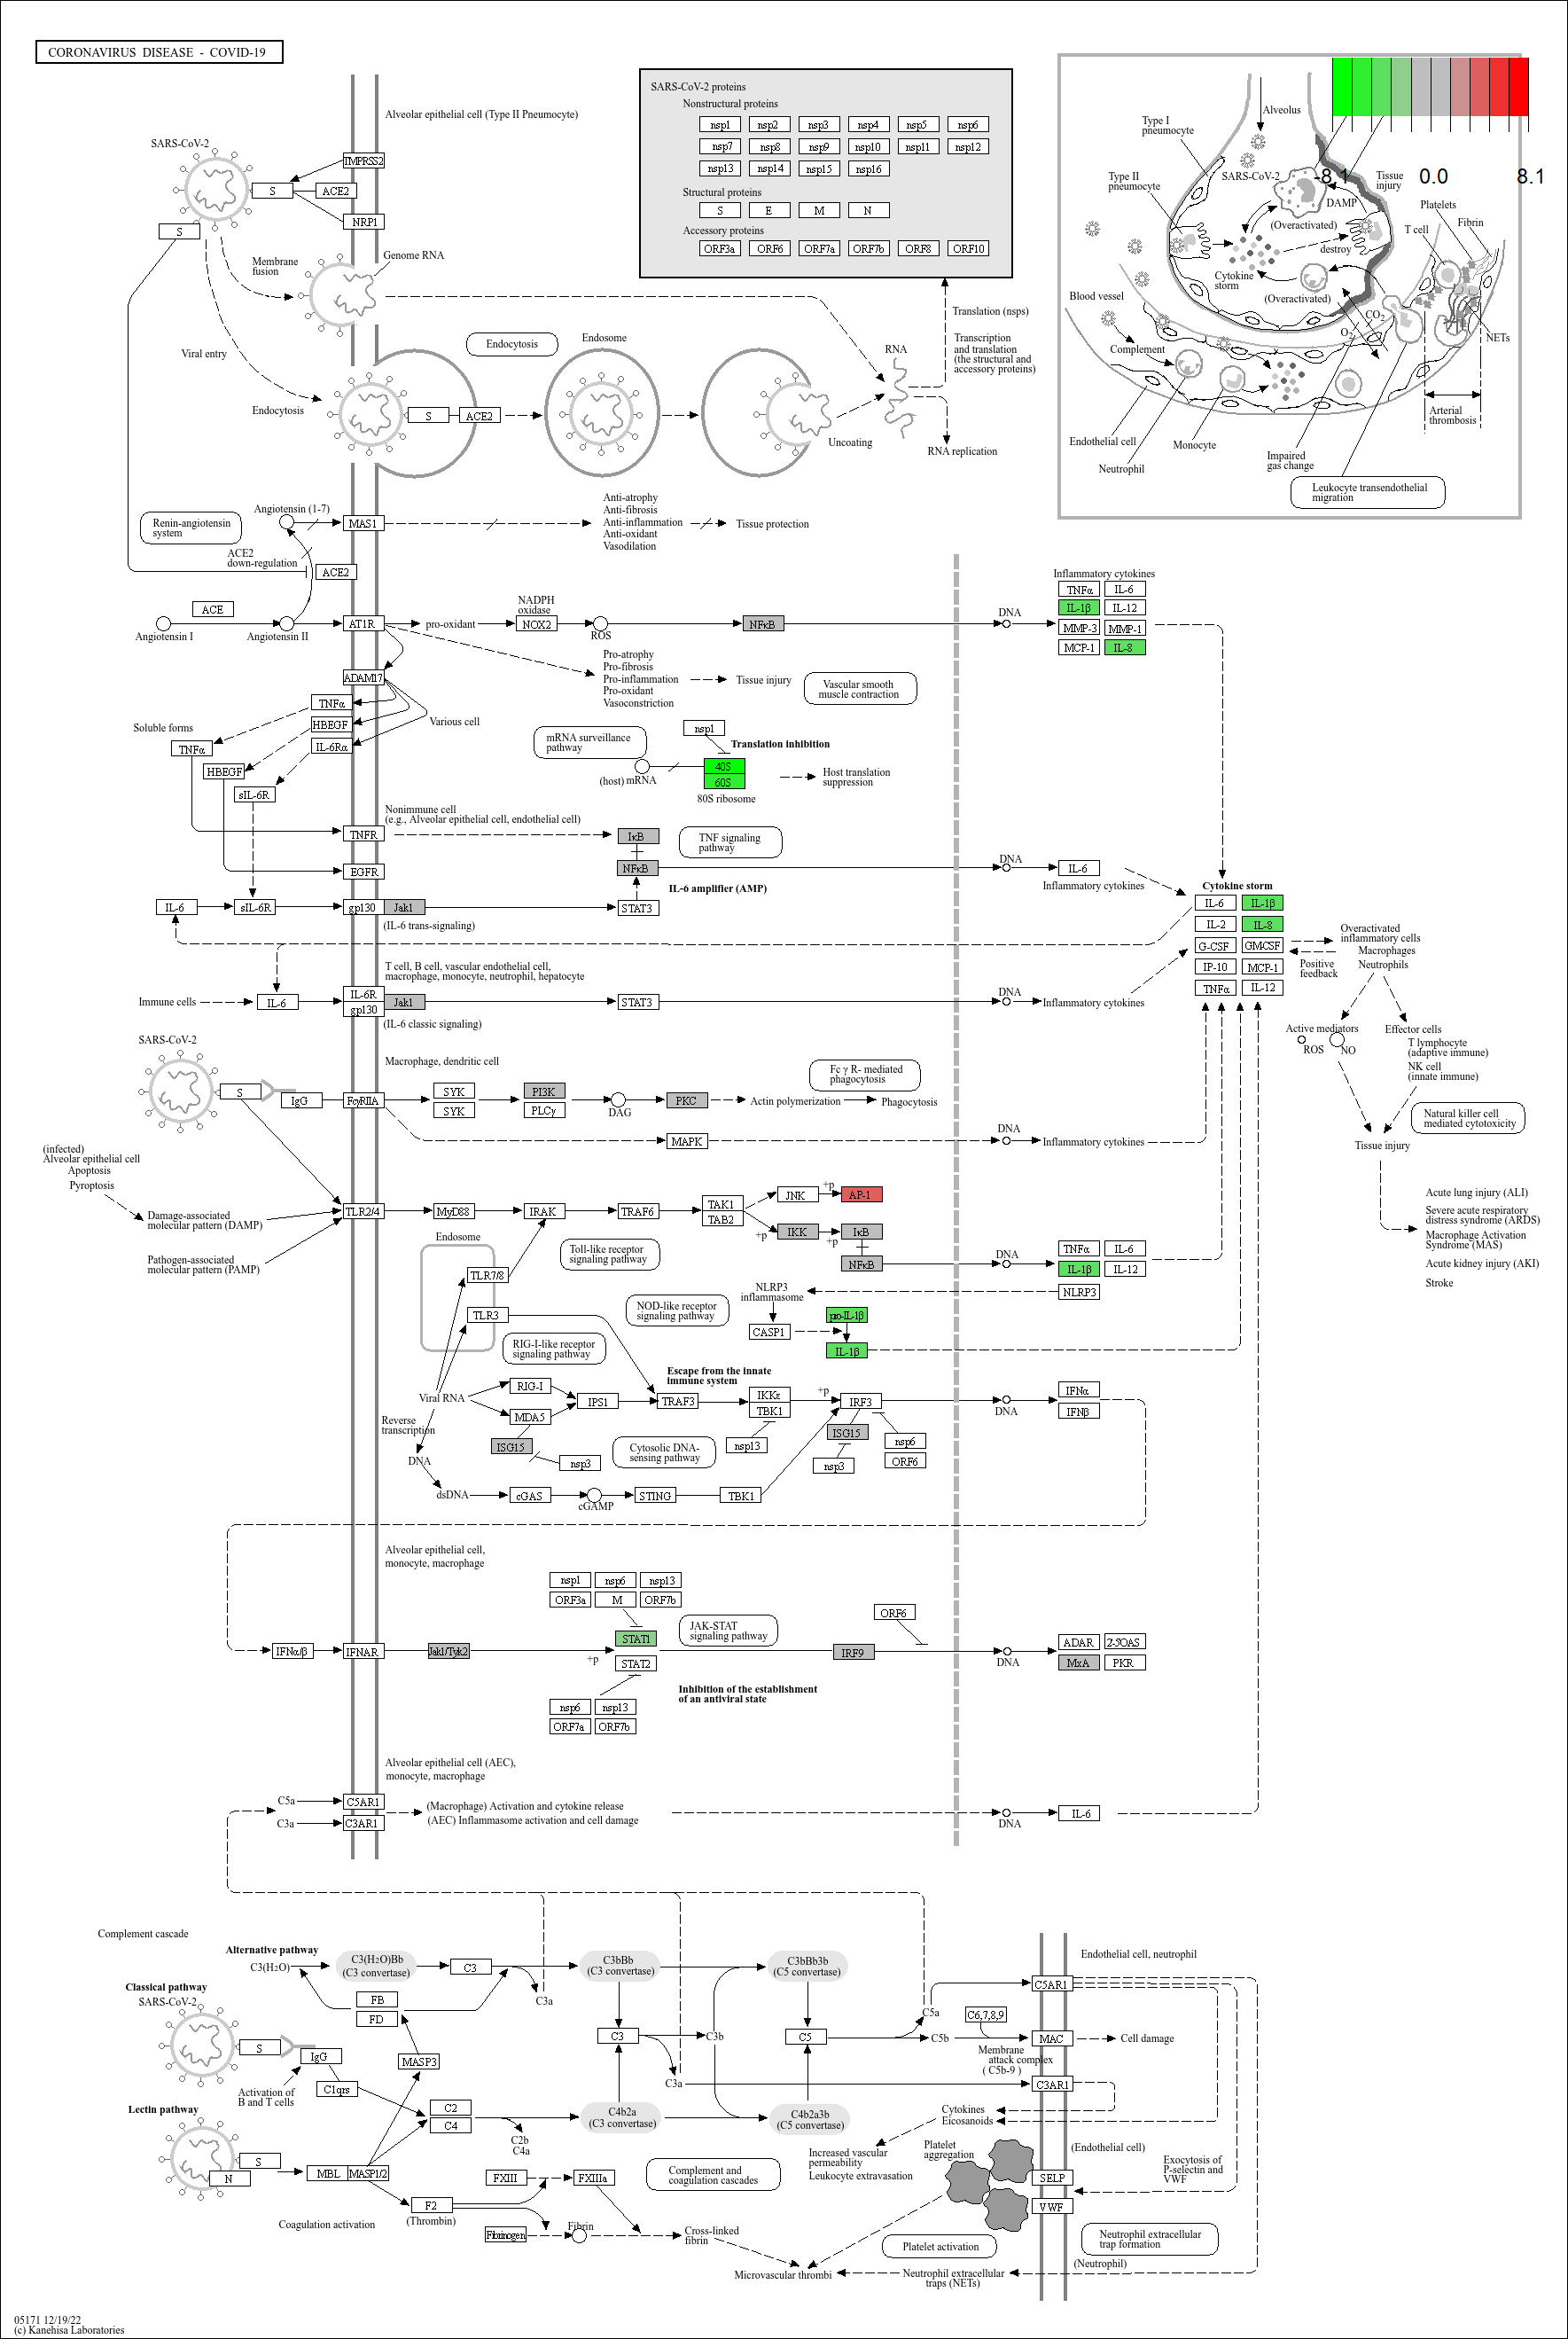 CORONAVIRUS DISEASE - COVID-19
Alveolar epithelial cell (Type II Pneumocyte)
SARS-CoV-2
TMPRSS2
S
ACE2
NRP1
S
Membrane
fusion
Genome RNA
Viral entry
Endocytosis
Endocytosis
Endosome
S
ACE2
Uncoating
RNA
RNA replication
Translation (nsps)
Transcription
and translation
(the structural and
accessory proteins)
SARS-CoV-2 proteins
Nonstructural proteins
nsp1 nsp2 nsp3 nsp4 nsp5 nsp6
nsp7 nsp8 nsp9 nsp10 nsp11 nsp12
nsp13 nsp14 nsp15 nsp16
Structural proteins
S E M N
Accessory proteins
ORF3a ORF6 ORF7a ORF7b ORF8 ORF10
-8.1 0.0 8.1
Alveolus
Type I
pneumocyte
Type II
pneumocyte
SARS-CoV-2
DAMP
Tissue
injury
(Overactivated)
destroy
Cytokine
storm
(Overactivated)
Platelets
Fibrin
T cell
NETs
Blood vessel
Complement
O2
CO2
Endothelial cell
Neutrophil
Monocyte
Impaired
gas change
Arterial
thrombosis
Leukocyte transendothelial
migration
Renin-angiotensin
system
Angiotensin (1-7)
MAS1
Anti-atrophy
Anti-fibrosis
Anti-inflammation
Anti-oxidant
Vasodilation
Tissue protection
ACE2
down-regulation
ACE2
ACE
Angiotensin I
Angiotensin II
AT1R
pro-oxidant
NADPH
oxidase
NOX2
ROS
NFκB
DNA
Inflammatory cytokines
TNFα IL-6
IL-1β IL-12
MMP-3 MMP-1
MCP-1 IL-8
Pro-atrophy
Pro-fibrosis
Pro-inflammation
Pro-oxidant
Vasoconstriction
Tissue injury
Vascular smooth
muscle contraction
ADAM17
TNFα
HBEGF
IL-6Rα
Various cell
Soluble forms
TNFα
HBEGF
sIL-6R
mRNA surveillance
pathway
nsp1
Translation inhibition
(host) mRNA
40S
60S
80S ribosome
Host translation
suppression
Nonimmune cell
(e.g., Alveolar epithelial cell, endothelial cell)
TNFR
EGFR
IκB
NFκB
TNF signaling
pathway
IL-6 amplifier (AMP)
DNA
IL-6
Inflammatory cytokines
IL-6
sIL-6R
gp130
Jak1
STAT3
(IL-6 trans-signaling)
Cytokine storm
IL-6 IL-1β
IL-2 IL-8
G-CSF GMCSF
IP-10 MCP-1
TNFα IL-12
Positive
feedback
Overactivated
inflammatory cells
Macrophages
Neutrophils
Active mediators
ROS NO
Effector cells
T lymphocyte
(adaptive immune)
NK cell
(innate immune)
Natural killer cell
mediated cytotoxicity
Tissue injury
Acute lung injury (ALI)
Severe acute respiratory
distress syndrome (ARDS)
Macrophage Activation
Syndrome (MAS)
Acute kidney injury (AKI)
Stroke
T cell, B cell, vascular endothelial cell,
macrophage, monocyte, neutrophil, hepatocyte
Immune cells
IL-6
IL-6R
gp130
Jak1
STAT3
DNA
Inflammatory cytokines
(IL-6 classic signaling)
SARS-CoV-2
Macrophage, dendritic cell
S
IgG
FcγRIIA
SYK
SYK
PI3K
PLCγ
DAG
PKC
Actin polymerization
Phagocytosis
Fc γ R- mediated
phagocytosis
MAPK
DNA
Inflammatory cytokines
(infected)
Alveolar epithelial cell
Apoptosis
Pyroptosis
Damage-associated
molecular pattern (DAMP)
Pathogen-associated
molecular pattern (PAMP)
TLR2/4
MyD88
IRAK
TRAF6
TAK1
TAB2
JNK
+p
AP-1
+p
IKK
+p
IκB
NFκB
DNA
TNFα IL-6
IL-1β IL-12
NLRP3
Endosome
TLR7/8
TLR3
Toll-like receptor
signaling pathway
NOD-like receptor
signaling pathway
NLRP3
inflammasome
CASP1
pro-IL-1β
IL-1β
RIG-I-like receptor
signaling pathway
Escape from the innate
immune system
Viral RNA
RIG-I
MDA5
IPS1
TRAF3
IKKε
TBK1
+p
IRF3
DNA
IFNα
IFNβ
Reverse
transcription
DNA
ISG15
nsp3
Cytosolic DNA-
sensing pathway
nsp13
ISG15
nsp3
nsp6
ORF6
dsDNA
cGAS
cGAMP
STING
TBK1
Alveolar epithelial cell,
monocyte, macrophage
nsp1 nsp6 nsp13
ORF3a M ORF7b
IFNα/β
IFNAR
Jak1/Tyk2
+p
STAT1
STAT2
JAK-STAT
signaling pathway
ORF6
IRF9
DNA
ADAR 2-5OAS
MxA PKR
nsp6 nsp13
ORF7a ORF7b
Inhibition of the establishment
of an antiviral state
Alveolar epithelial cell (AEC),
monocyte, macrophage
C5a
C5AR1
C3a
C3AR1
(Macrophage) Activation and cytokine release
(AEC) Inflammasome activation and cell damage
DNA
IL-6
Complement cascade
Alternative pathway
C3(H2O)
C3(H2O)Bb
(C3 convertase)
C3
C3a
C3bBb
(C3 convertase)
C3bBb3b
(C5 convertase)
FB
FD
Classical pathway
SARS-CoV-2
S
IgG
C1qrs
Activation of
B and T cells
MASP3
C3
C3b
C3a
C5
C5a
C5b
C6,7,8,9
Membrane
attack complex
( C5b-9 )
Endothelial cell, neutrophil
C5AR1
MAC
Cell damage
C3AR1
Lectin pathway
S
N
MBL MASP1/2
C2
C4
C2b
C4a
C4b2a
(C3 convertase)
C4b2a3b
(C5 convertase)
Cytokines
Eicosanoids
Increased vascular
permeability
Leukocyte extravasation
Platelet
aggregation
(Endothelial cell)
SELP
VWF
Exocytosis of
P-selectin and
VWF
Coagulation activation
F2
(Thrombin)
FXIII
FXIIIa
Fibrinogen
Fibrin
Cross-linked
fibrin
Complement and
coagulation cascades
Platelet activation
Neutrophil extracellular
trap formation
(Neutrophil)
Microvascular thrombi
Neutrophil extracellular
traps (NETs)
05171 12/19/22
(c) Kanehisa Laboratories